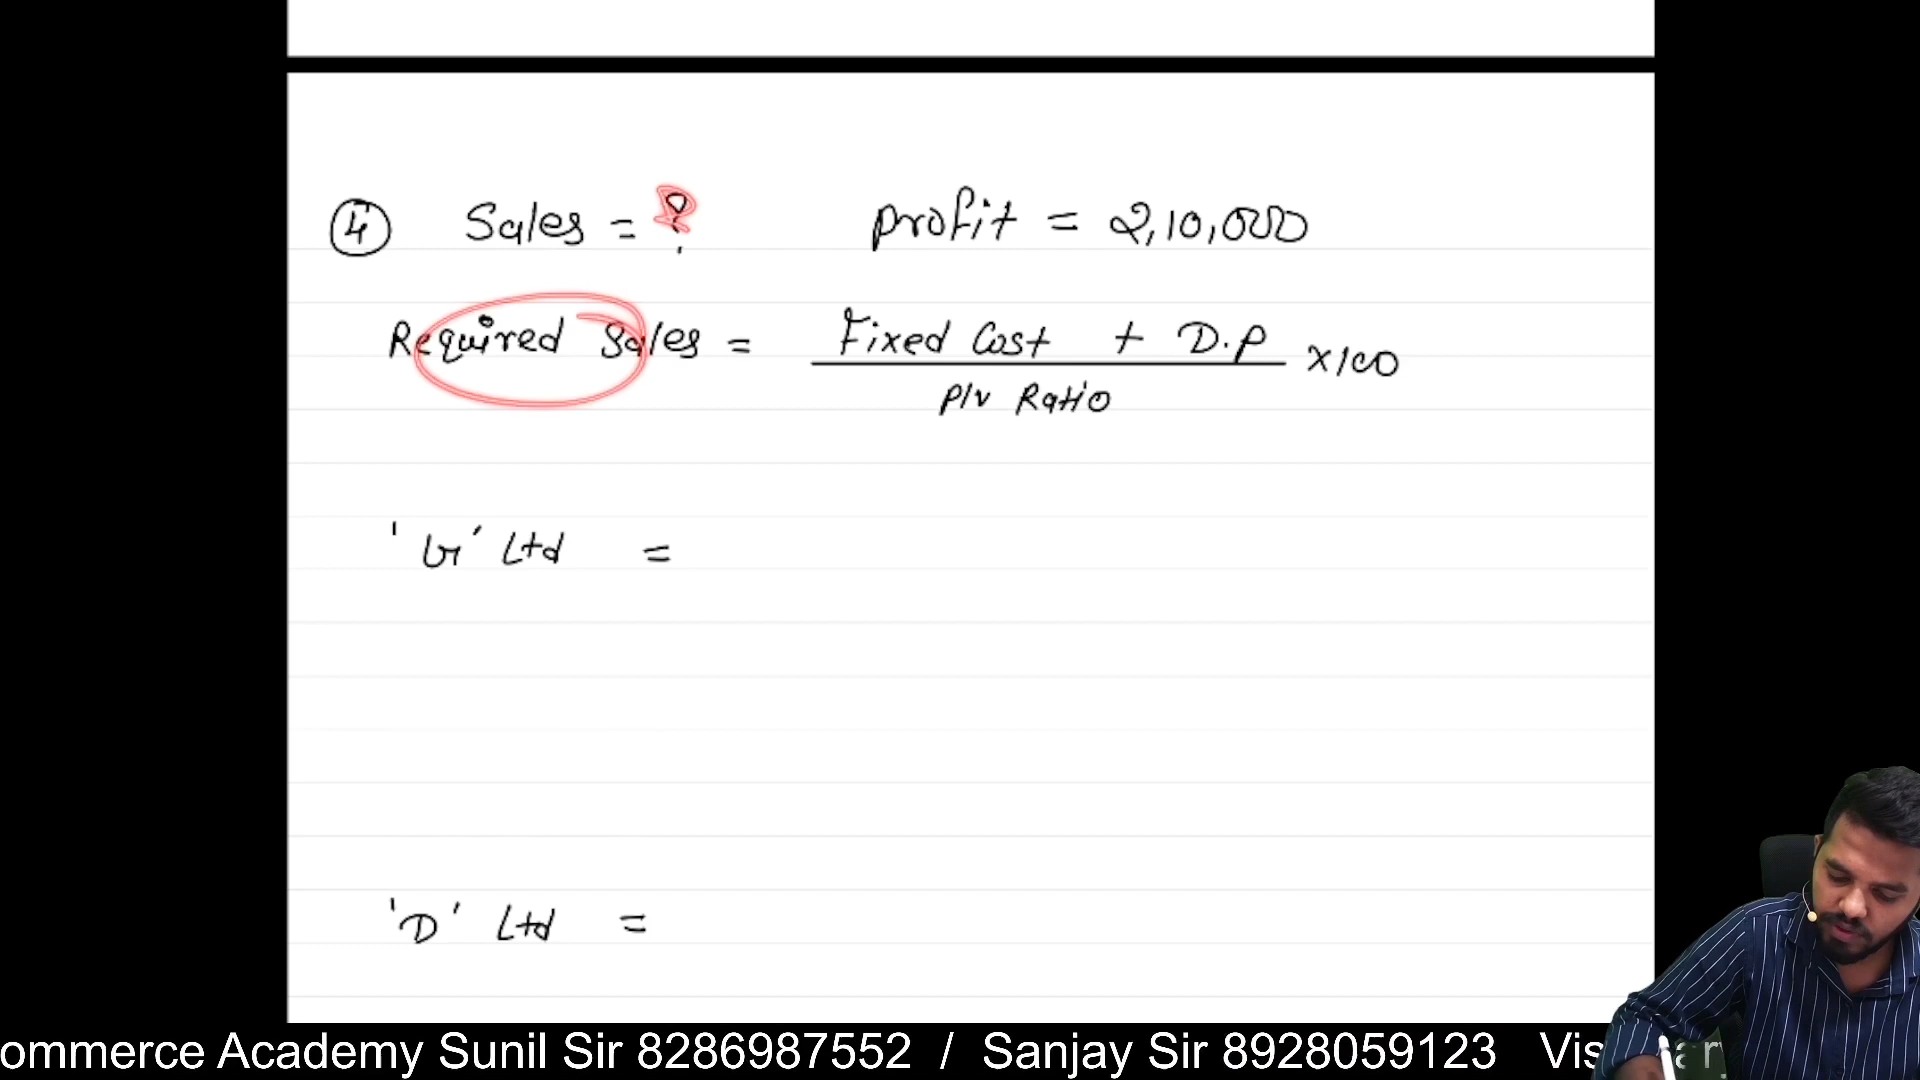 ④ Sales = ? Profit = 2,10,000
Required Sales = Fixed Cost + D.P × 100
P/V Ratio
'G' Ltd =
'D' Ltd =
ommerce Academy Sunil Sir 8286987552 / Sanjay Sir 8928059123 Vis